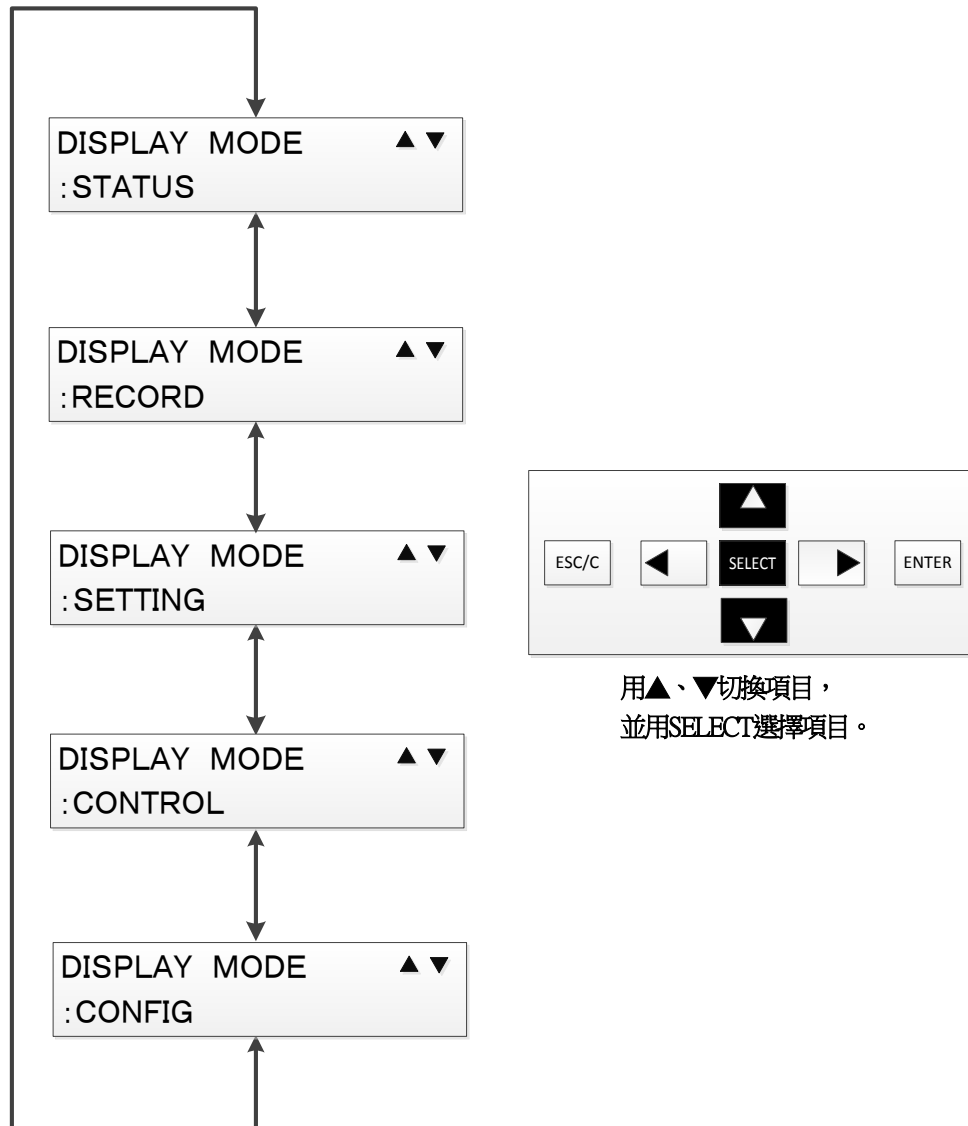 DISPLAY MODE ▲ ▼
:STATUS
DISPLAY MODE ▲ ▼
:RECORD
DISPLAY MODE ▲ ▼
:SETTING
DISPLAY MODE ▲ ▼
:CONTROL
DISPLAY MODE ▲ ▼
:CONFIG
▲
ESC/C ◀ SELECT ▶ ENTER
▼
用▲、▼切換項目，
並用SELECT選擇項目。